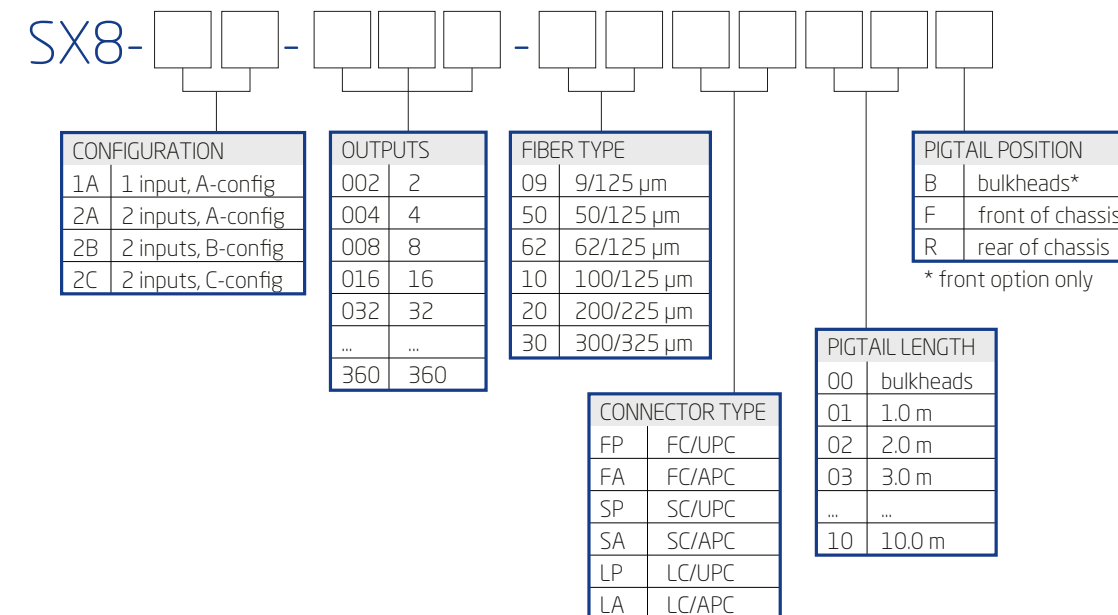 SX8- - -
CONFIGURATION
1A 1 input, A-config
2A 2 inputs, A-config
2B 2 inputs, B-config
2C 2 inputs, C-config
OUTPUTS
002 2
004 4
008 8
016 16
032 32
... ...
360 360
FIBER TYPE
09 9/125 µm
50 50/125 µm
62 62/125 µm
10 100/125 µm
20 200/225 µm
30 300/325 µm
PIGTAIL POSITION
B bulkheads*
F front of chassis
R rear of chassis
* front option only
CONNECTOR TYPE
FP FC/UPC
FA FC/APC
SP SC/UPC
SA SC/APC
LP LC/UPC
LA LC/APC
PIGTAIL LENGTH
00 bulkheads
01 1.0 m
02 2.0 m
03 3.0 m
... ...
10 10.0 m